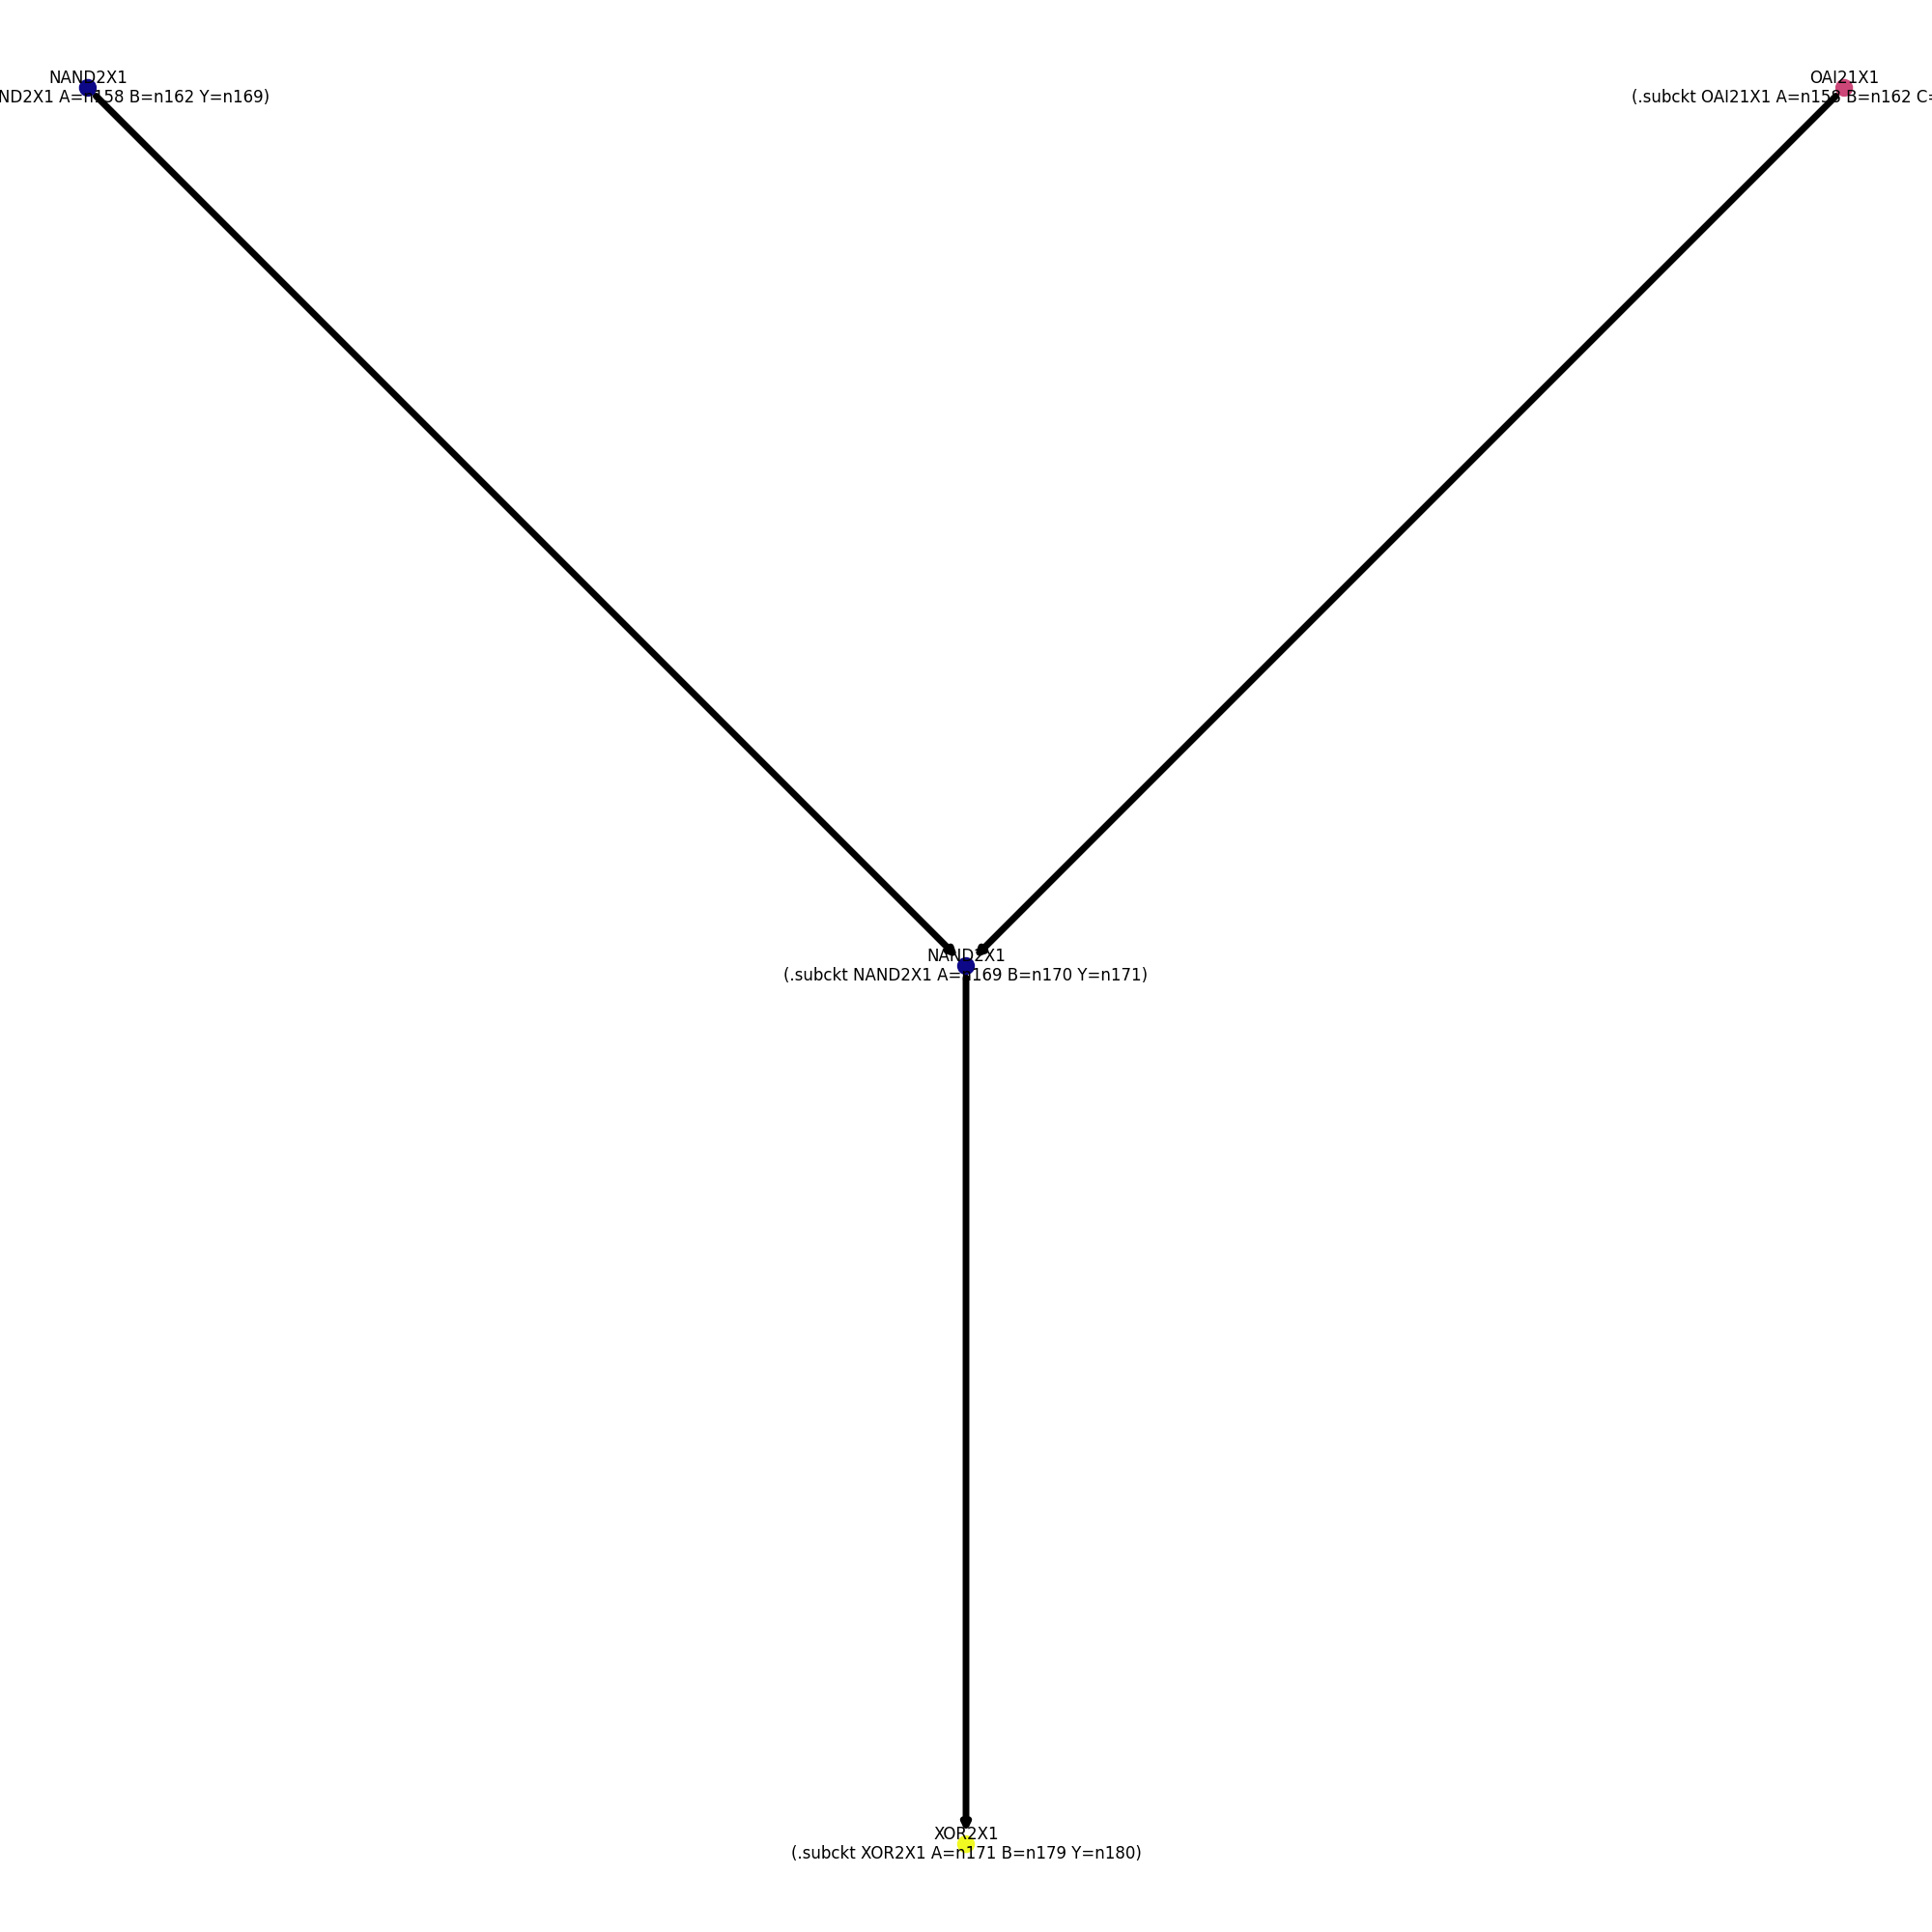 NAND2X1
ND2X1 A=n158 B=n162 Y=n169)
OAI21X1
(.subckt OAI21X1 A=n158 B=n162 C=
NAND2X1
(.subckt NAND2X1 A=n169 B=n170 Y=n171)
XOR2X1
(.subckt XOR2X1 A=n171 B=n179 Y=n180)